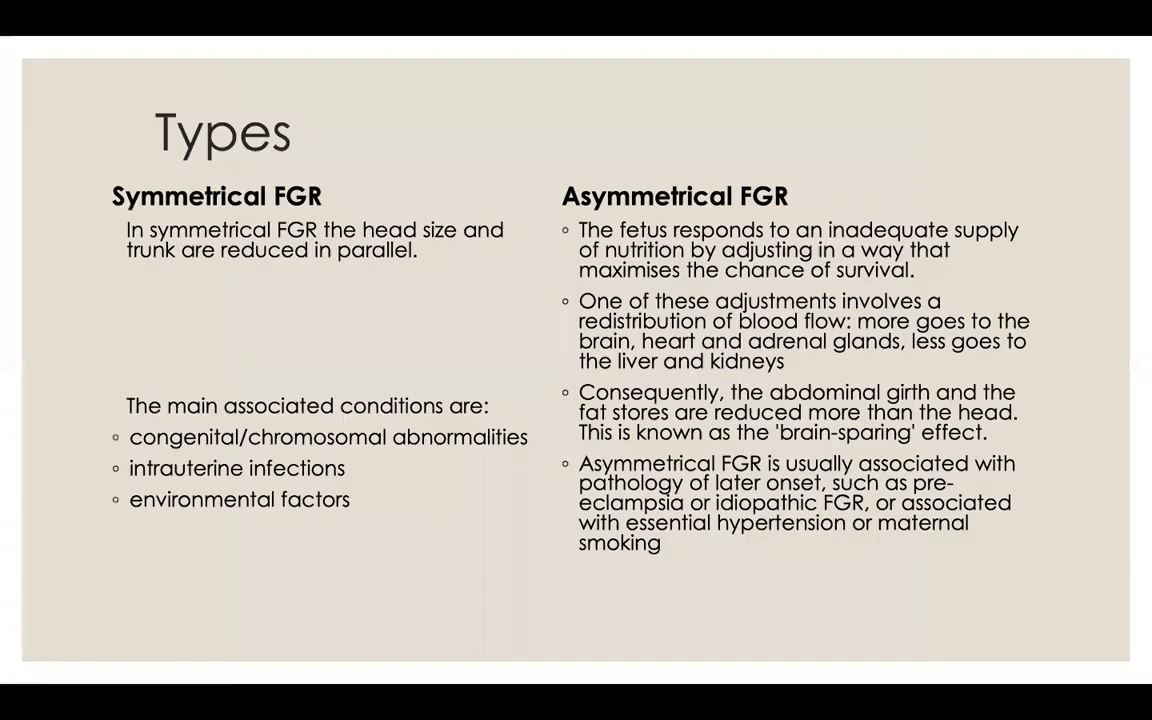 Types
Symmetrical FGR
In symmetrical FGR the head size and
trunk are reduced in parallel.
The main associated conditions are:
◦ congenital/chromosomal abnormalities
◦ intrauterine infections
◦ environmental factors
Asymmetrical FGR
◦ The fetus responds to an inadequate supply
of nutrition by adjusting in a way that
maximises the chance of survival.
◦ One of these adjustments involves a
redistribution of blood flow: more goes to the
brain, heart and adrenal glands, less goes to
the liver and kidneys
◦ Consequently, the abdominal girth and the
fat stores are reduced more than the head.
This is known as the 'brain-sparing' effect.
◦ Asymmetrical FGR is usually associated with
pathology of later onset, such as pre-
eclampsia or idiopathic FGR, or associated
with essential hypertension or maternal
smoking